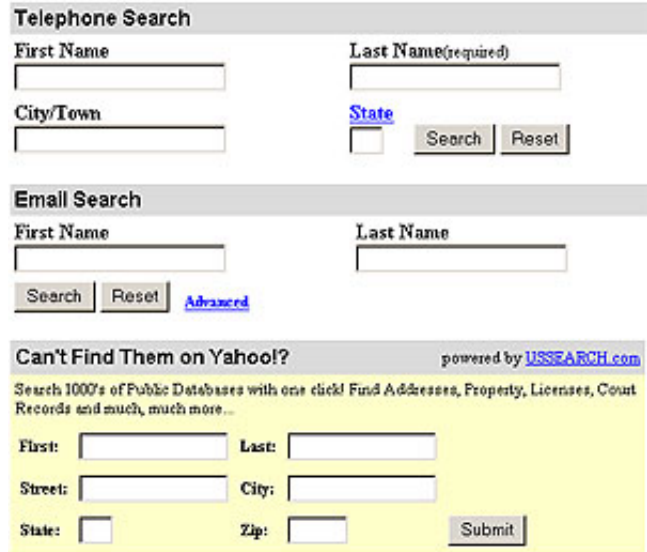 Telephone Search
First Name Last Name(required)
City/Town State
Search Reset
Email Search
First Name Last Name
Search Reset Advanced
Can't Find Them on Yahoo!? powered by USSEARCH.com
Search 1000's of Public Databases with one click! Find Addresses, Property, Licenses, Court
Records and much, much more...
First: Last:
Street: City:
State: Zip: Submit